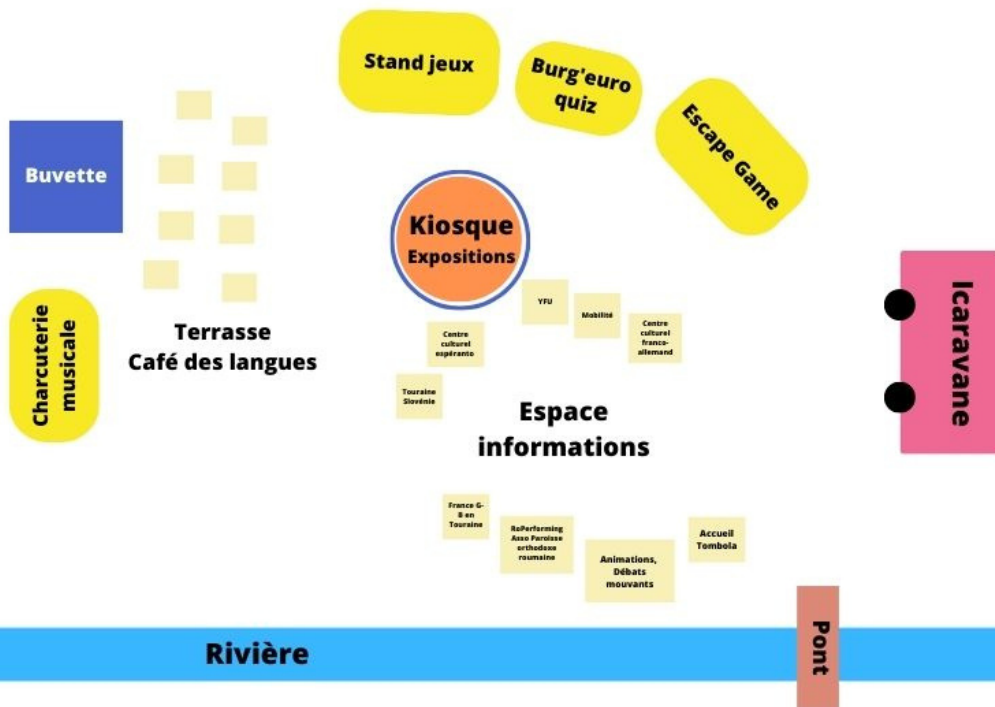 Stand jeux
Burg'euro
quiz
Escape Game
Buvette
Kiosque
Expositions
Icaravane
Charcuterie
musicale
Terrasse
Café des langues
YFU
Mobilité
Centre
culturel
franco-
allemand
Centre
culturel
espéranto
Touraine
Slovénie
Espace
informations
France G-
B en
Touraine
RePerforming
Asso Paroisse
orthodoxe
roumaine
Animations,
Débats
mouvants
Accueil
Tombola
Rivière
Pont